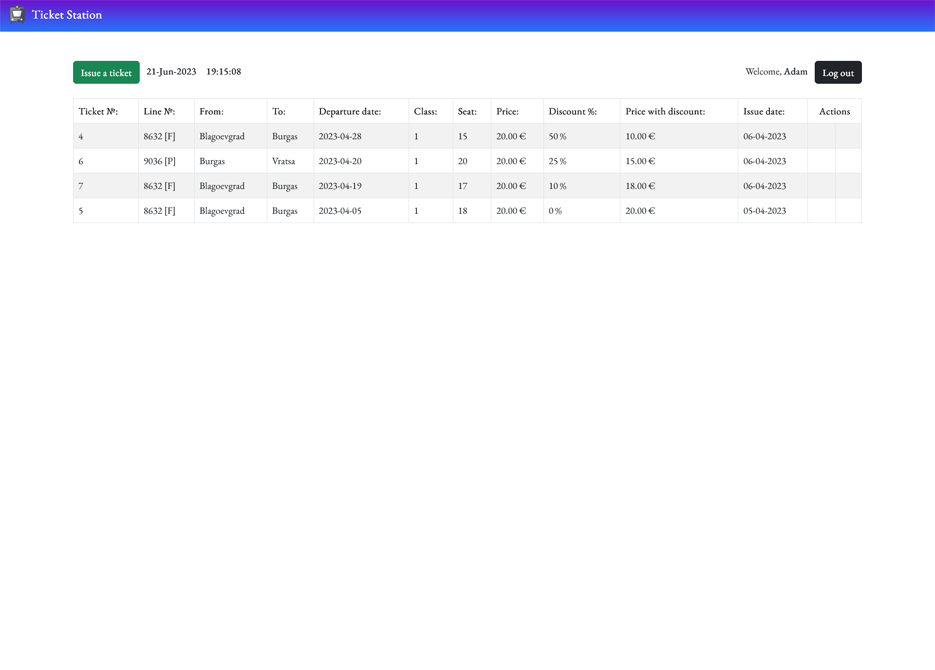 Ticket Station
Issue a ticket 21-Jun-2023 19:15:08 Welcome, Adam Log out
Ticket №: Line №: From: To: Departure date: Class: Seat: Price: Discount %: Price with discount: Issue date: Actions
4 8632 [F] Blagoevgrad Burgas 2023-04-28 1 15 20.00 € 50 % 10.00 € 06-04-2023
6 9036 [P] Burgas Vratsa 2023-04-20 1 20 20.00 € 25 % 15.00 € 06-04-2023
7 8632 [F] Blagoevgrad Burgas 2023-04-19 1 17 20.00 € 10 % 18.00 € 06-04-2023
5 8632 [F] Blagoevgrad Burgas 2023-04-05 1 18 20.00 € 0 % 20.00 € 05-04-2023